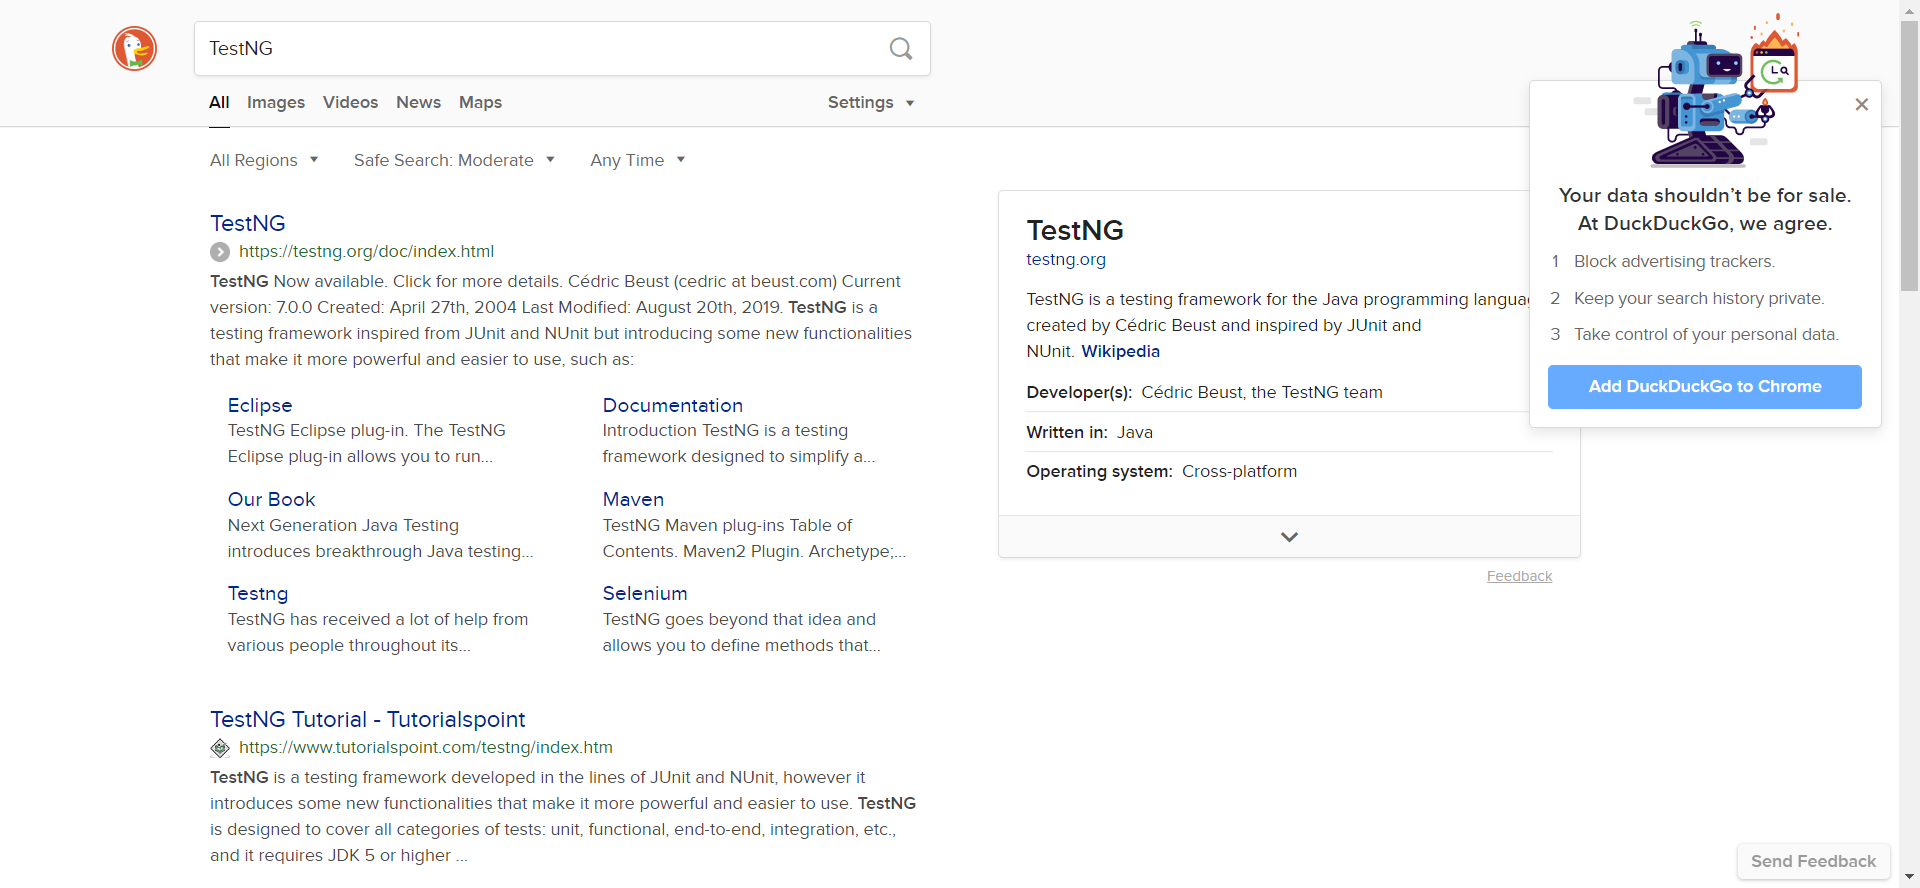 TestNG
All Images Videos News Maps Settings
All Regions Safe Search: Moderate Any Time
TestNG
https://testng.org/doc/index.html
TestNG Now available. Click for more details. Cédric Beust (cedric at beust.com) Current
version: 7.0.0 Created: April 27th, 2004 Last Modified: August 20th, 2019. TestNG is a
testing framework inspired from JUnit and NUnit but introducing some new functionalities
that make it more powerful and easier to use, such as:
Eclipse
TestNG Eclipse plug-in. The TestNG
Eclipse plug-in allows you to run...
Documentation
Introduction TestNG is a testing
framework designed to simplify a...
Our Book
Next Generation Java Testing
introduces breakthrough Java testing...
Maven
TestNG Maven plug-ins Table of
Contents. Maven2 Plugin. Archetype;...
Testng
TestNG has received a lot of help from
various people throughout its...
Selenium
TestNG goes beyond that idea and
allows you to define methods that...
TestNG Tutorial - Tutorialspoint
https://www.tutorialspoint.com/testng/index.htm
TestNG is a testing framework developed in the lines of JUnit and NUnit, however it
introduces some new functionalities that make it more powerful and easier to use. TestNG
is designed to cover all categories of tests: unit, functional, end-to-end, integration, etc.,
and it requires JDK 5 or higher ...
TestNG
testng.org
TestNG is a testing framework for the Java programming
created by Cédric Beust and inspired by JUnit and
NUnit. Wikipedia
Developer(s): Cédric Beust, the TestNG team
Written in: Java
Operating system: Cross-platform
Feedback
Your data shouldn't be for sale.
At DuckDuckGo, we agree.
1 Block advertising trackers.
2 Keep your search history private.
3 Take control of your personal data.
Add DuckDuckGo to Chrome
Send Feedback